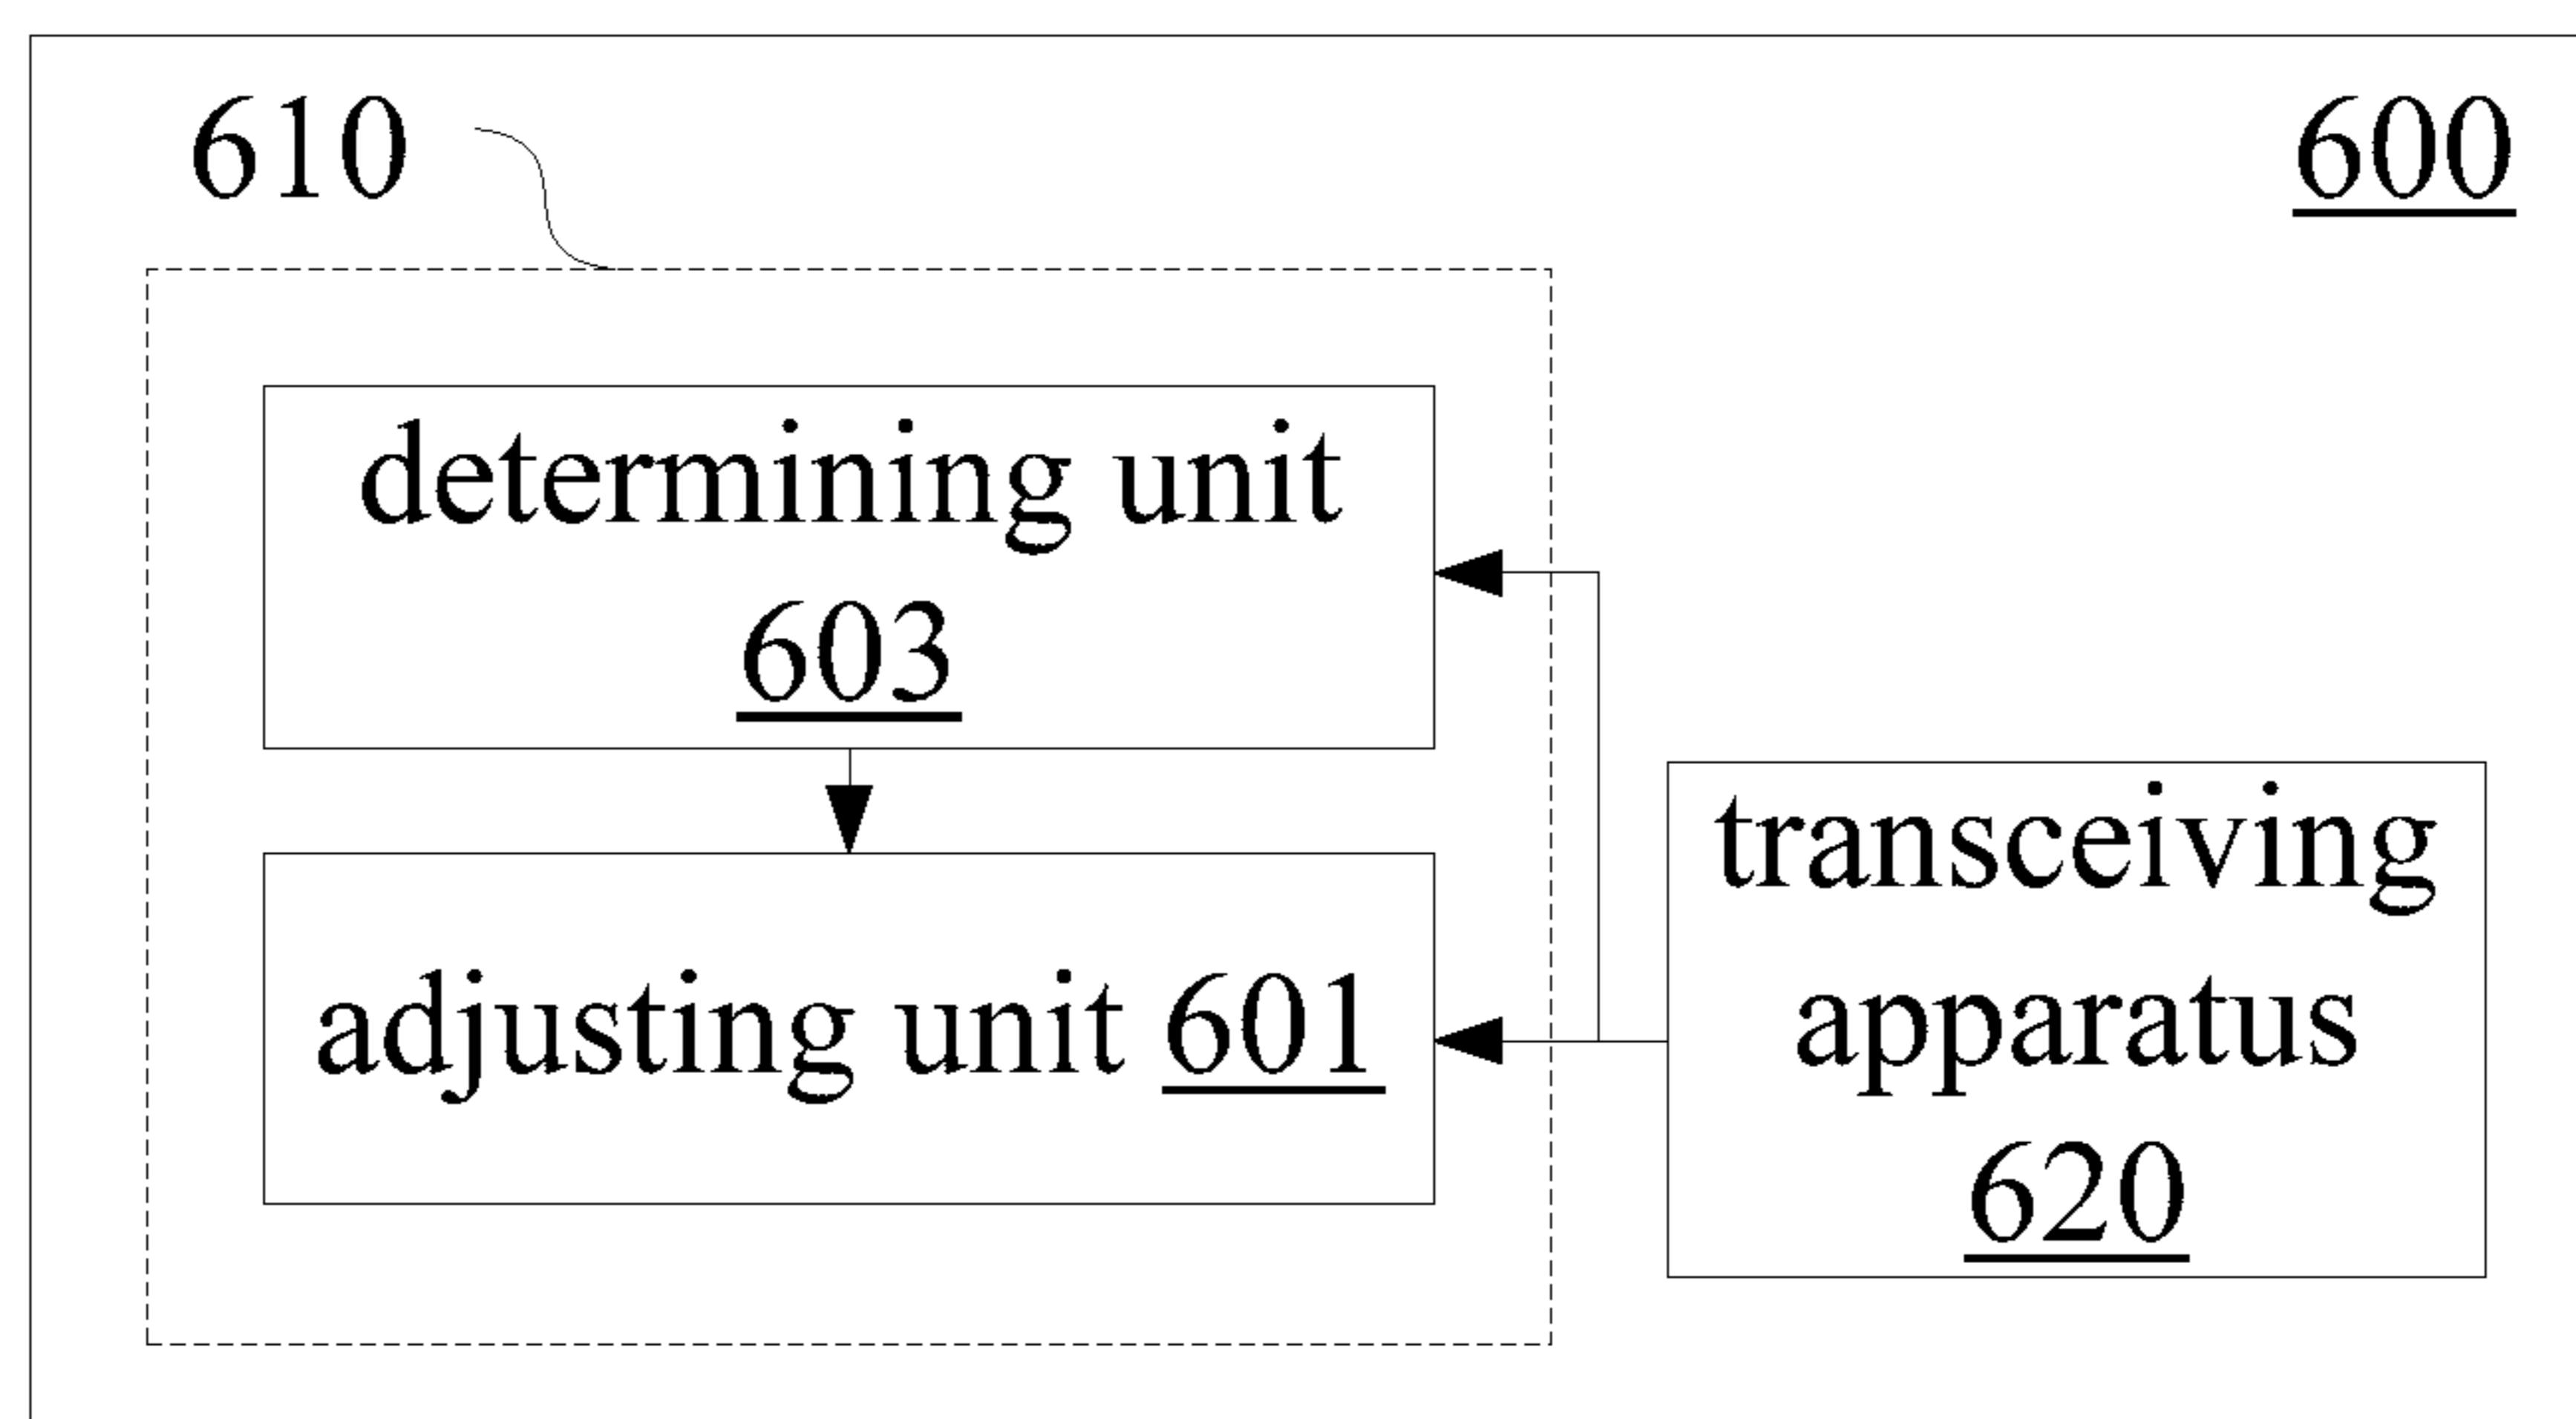 610
600
determining unit
603
adjusting unit 601
transceiving
apparatus
620